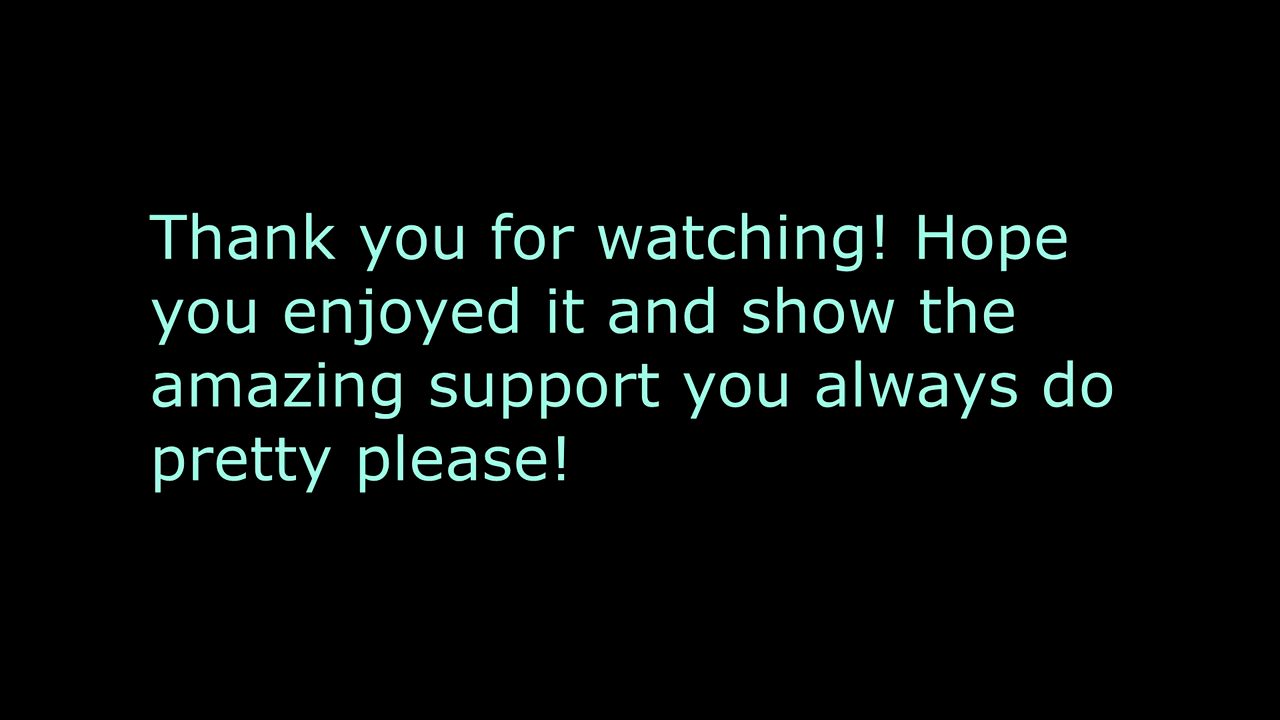 Thank you for watching! Hope
you enjoyed it and show the
amazing support you always do
pretty please!